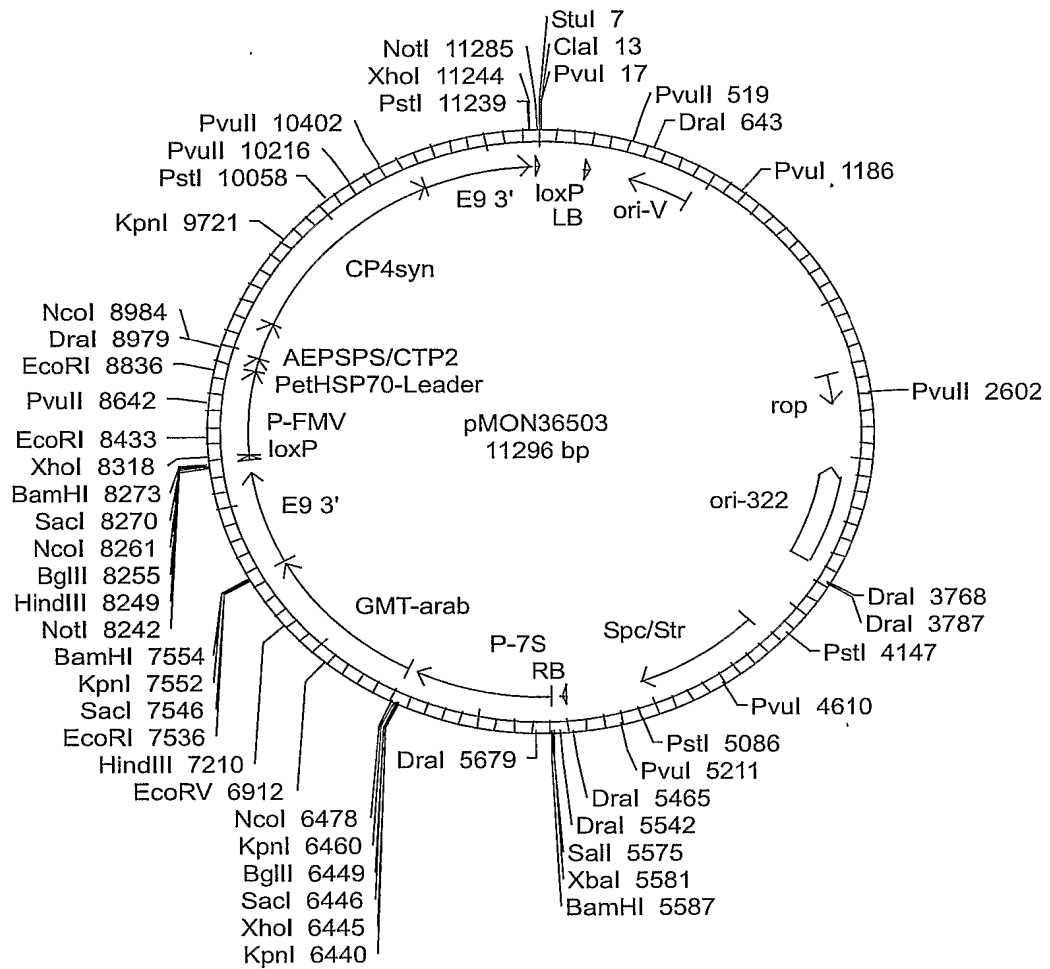 StuI 7
ClaI 13
PvuI 17
NotI 11285
XhoI 11244
PstI 11239
PvuII 519
DraI 643
PvuI 1186
PvuII 2602
DraI 3768
DraI 3787
PstI 4147
PvuI 4610
PstI 5086
PvuI 5211
DraI 5465
DraI 5542
SalI 5575
XbaI 5581
BamHI 5587
DraI 5679
KpnI 6440
XhoI 6445
SacI 6446
BglII 6449
KpnI 6460
NcoI 6478
EcoRV 6912
HindIII 7210
EcoRI 7536
SacI 7546
KpnI 7552
BamHI 7554
NotI 8242
HindIII 8249
BglII 8255
NcoI 8261
SacI 8270
BamHI 8273
XhoI 8318
EcoRI 8433
PvuII 8642
EcoRI 8836
DraI 8979
NcoI 8984
KpnI 9721
PstI 10058
PvuII 10216
PvuII 10402
E9 3'
loxP
LB
ori-V
CP4syn
AEPSPS/CTP2
PetHSP70-Leader
P-FMV
loxP
pMON36503
11296 bp
rop
ori-322
E9 3'
GMT-arab
P-7S
RB
Spc/Str